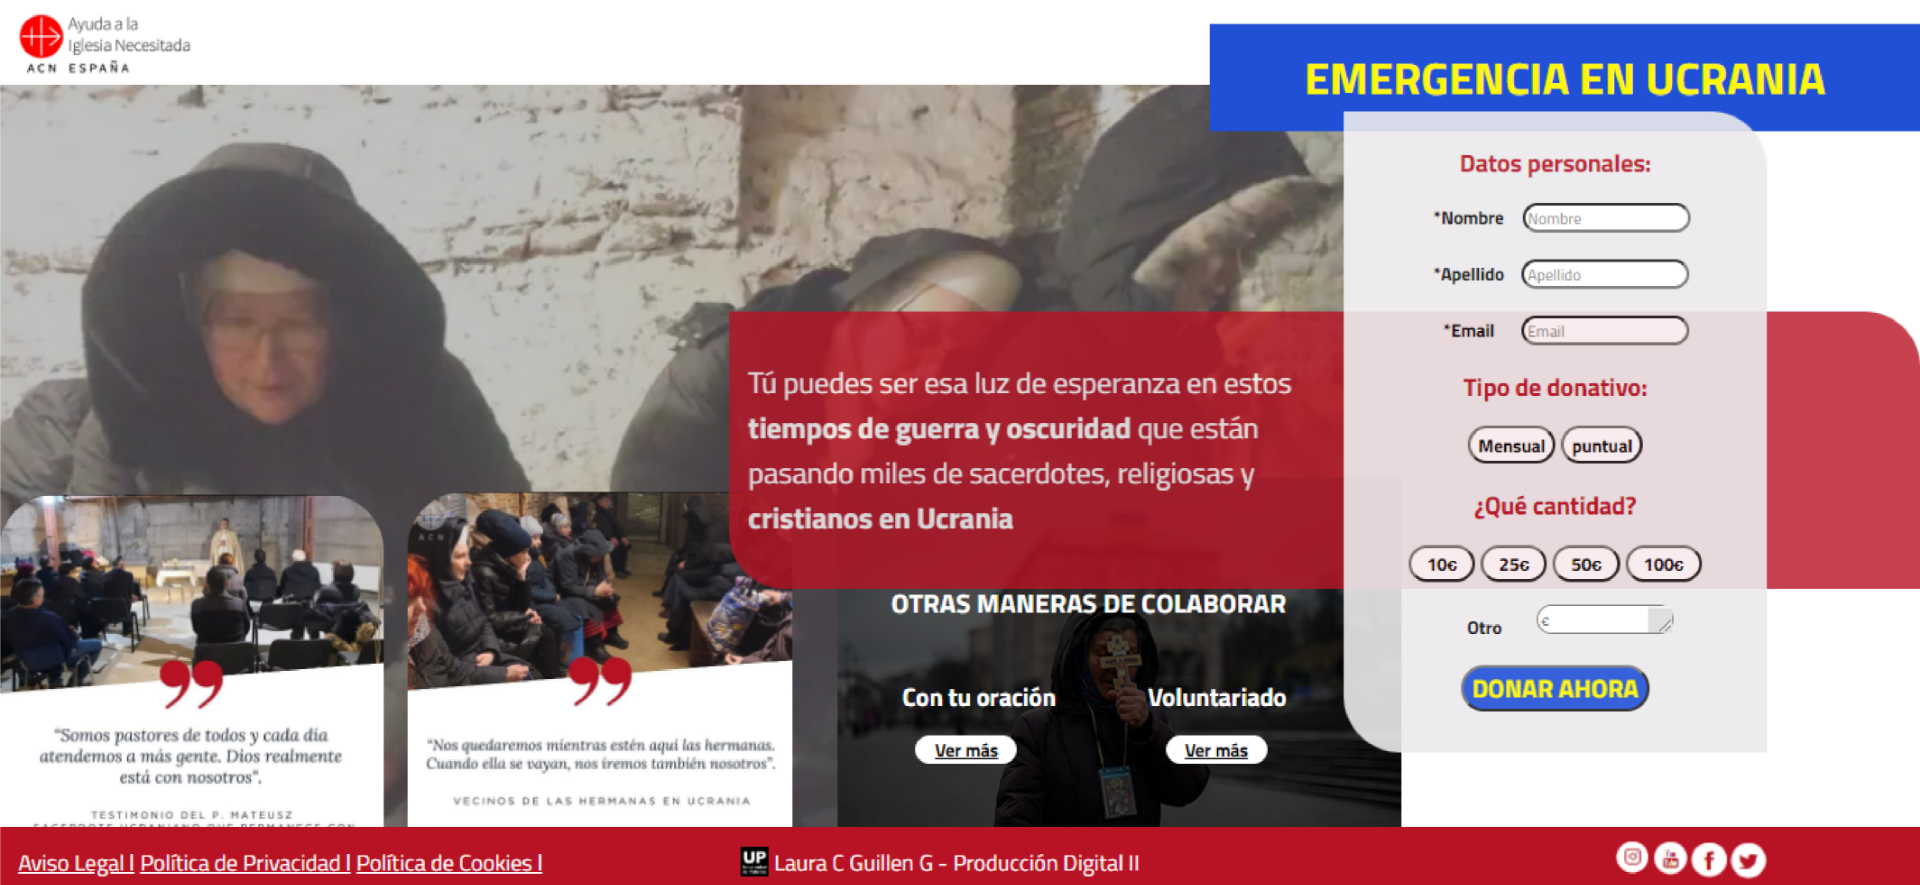 Ayuda a la
Iglesia Necesitada
ACN ESPAÑA
EMERGENCIA EN UCRANIA
Datos personales:
*Nombre Nombre
*Apellido Apellido
*Email Email
Tipo de donativo:
Mensual puntual
¿Qué cantidad?
10€ 25€ 50€ 100€
Otro €
DONAR AHORA
Tú puedes ser esa luz de esperanza en estos
tiempos de guerra y oscuridad que están
pasando miles de sacerdotes, religiosas y
cristianos en Ucrania
ACN
”
“Somos pastores de todos y cada día
atendemos a más gente. Dios realmente
está con nosotros”.
TESTIMONIO DEL P. MATEUSZ
SACERDOTE UCRANIANO QUE PERMANECE CON
”
“Nos quedaremos mientras estén aquí las hermanas.
Cuando ella se vayan, nos iremos también nosotros”.
VECINOS DE LAS HERMANAS EN UCRANIA
OTRAS MANERAS DE COLABORAR
Con tu oración Voluntariado
Ver más Ver más
Aviso Legal | Política de Privacidad | Política de Cookies |
UP Laura C Guillen G - Producción Digital II